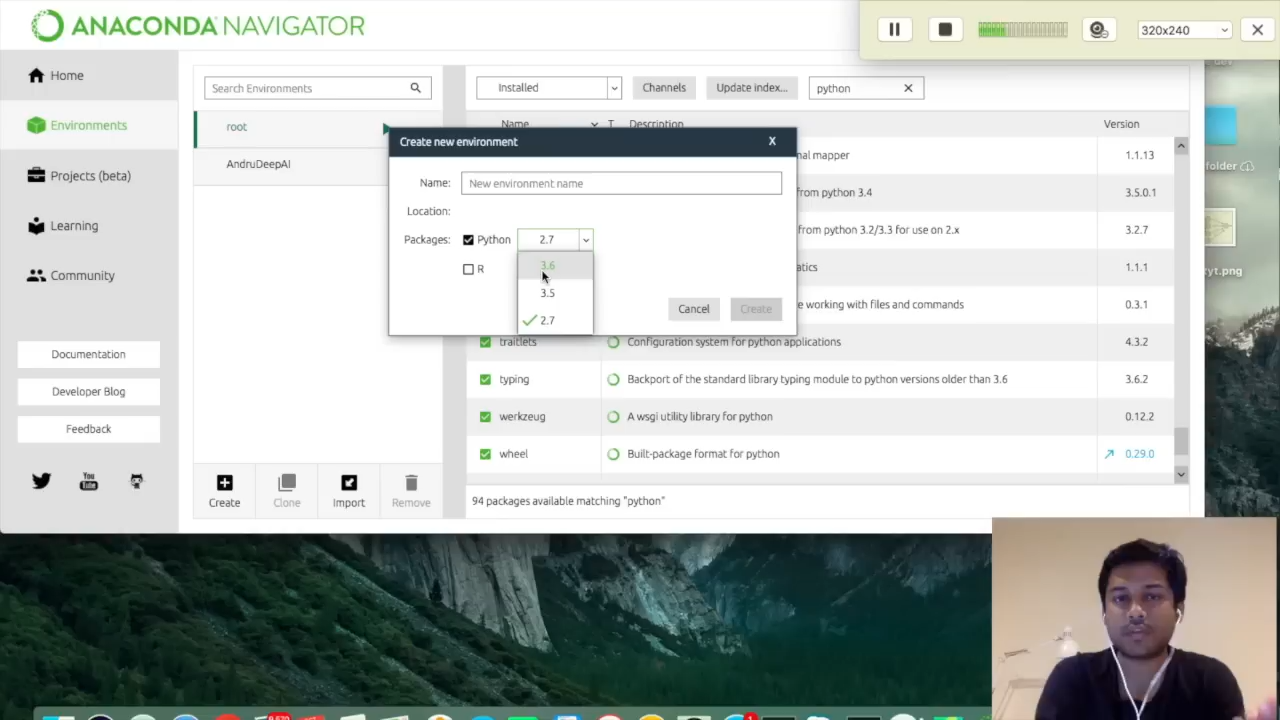 ANACONDA NAVIGATOR
320x240
Home
Environments
Projects (beta)
Learning
Community
Documentation
Developer Blog
Feedback
You
Tube
Search Environments
root
AndruDeepAI
Create
Clone
Import
Remove
Installed
Channels
Update index...
python
Name
T
Description
Version
nal mapper
1.1.13
from python 3.4
3.5.0.1
from python 3.2/3.3 for use on 2.x
3.2.7
atics
1.1.1
e working with files and commands
0.3.1
traitlets
Configuration system for python applications
4.3.2
typing
Backport of the standard library typing module to python versions older than 3.6
3.6.2
werkzeug
A wsgi utility library for python
0.12.2
wheel
Built-package format for python
0.29.0
94 packages available matching "python"
Create new environment
X
Name:
New environment name
Location:
Packages:
Python
2.7
R
3.6
3.5
2.7
Cancel
Create
folder
tyt.png